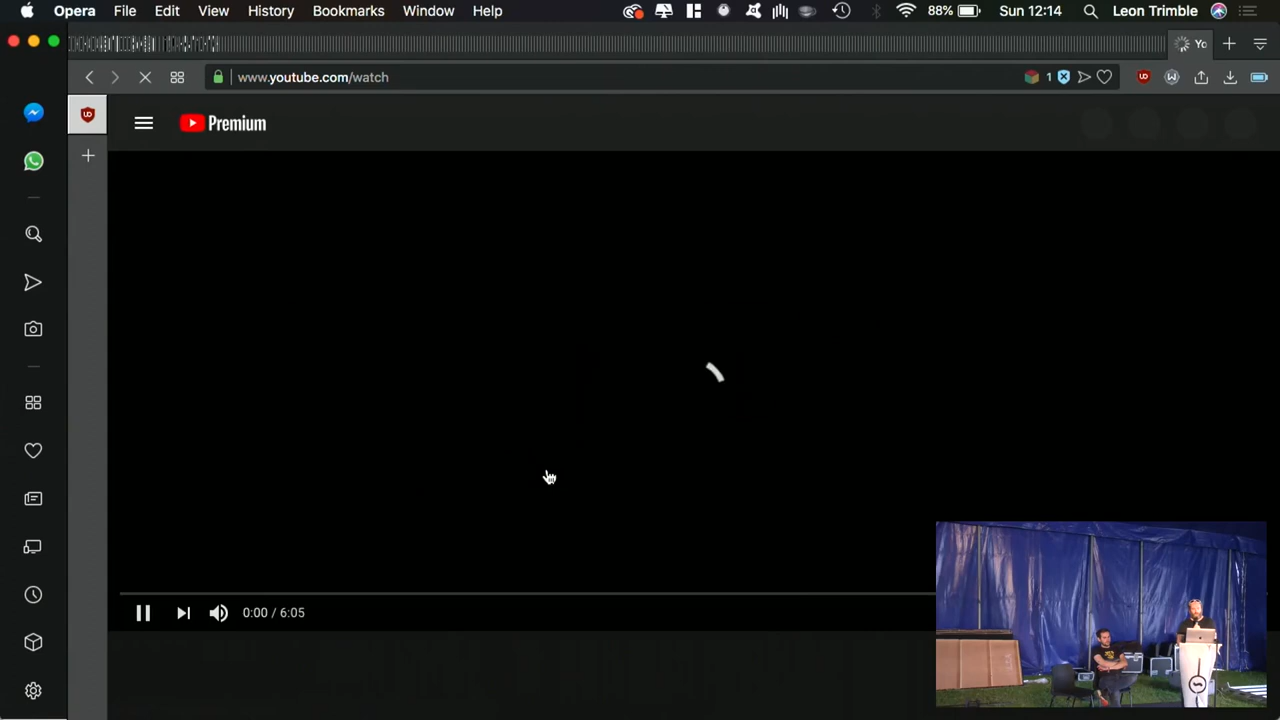 Opera File Edit View History Bookmarks Window Help 88% Sun 12:14 Leon Trimble
Yo
www.youtube.com/watch 1
Premium
0:00 / 6:05